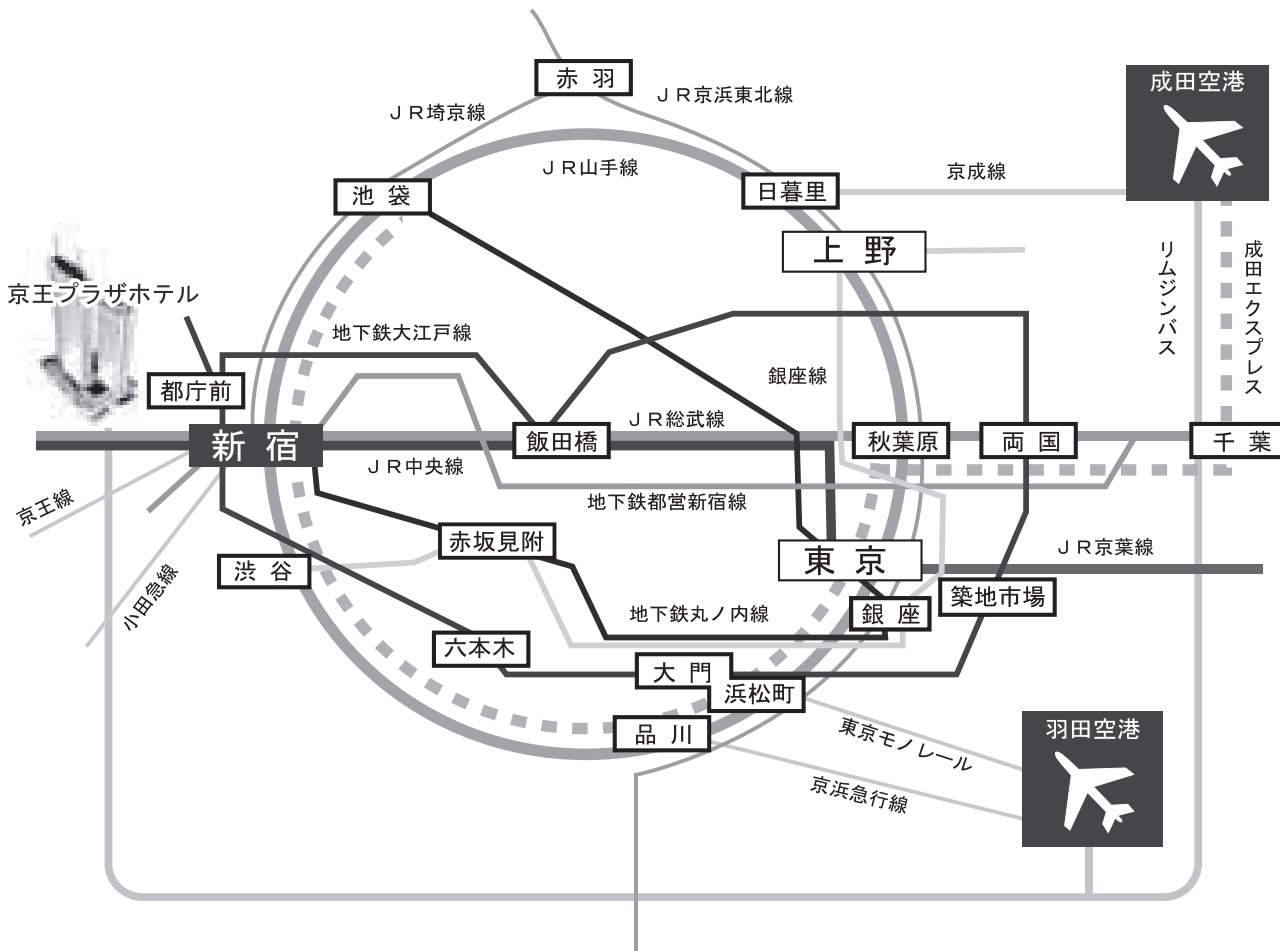 赤 羽
ＪＲ埼京線
ＪＲ京浜東北線
成田空港
ＪＲ山手線
京成線
池 袋
日暮里
上 野
リムジンバス
成田エクスプレス
京王プラザホテル
地下鉄大江戸線
都庁前
銀座線
ＪＲ総武線
新 宿
飯田橋
秋葉原
両 国
千 葉
ＪＲ中央線
地下鉄都営新宿線
京王線
赤坂見附
東 京
ＪＲ京葉線
渋 谷
小田急線
築地市場
地下鉄丸ノ内線
銀 座
六本木
大 門
浜松町
品 川
東京モノレール
羽田空港
京浜急行線